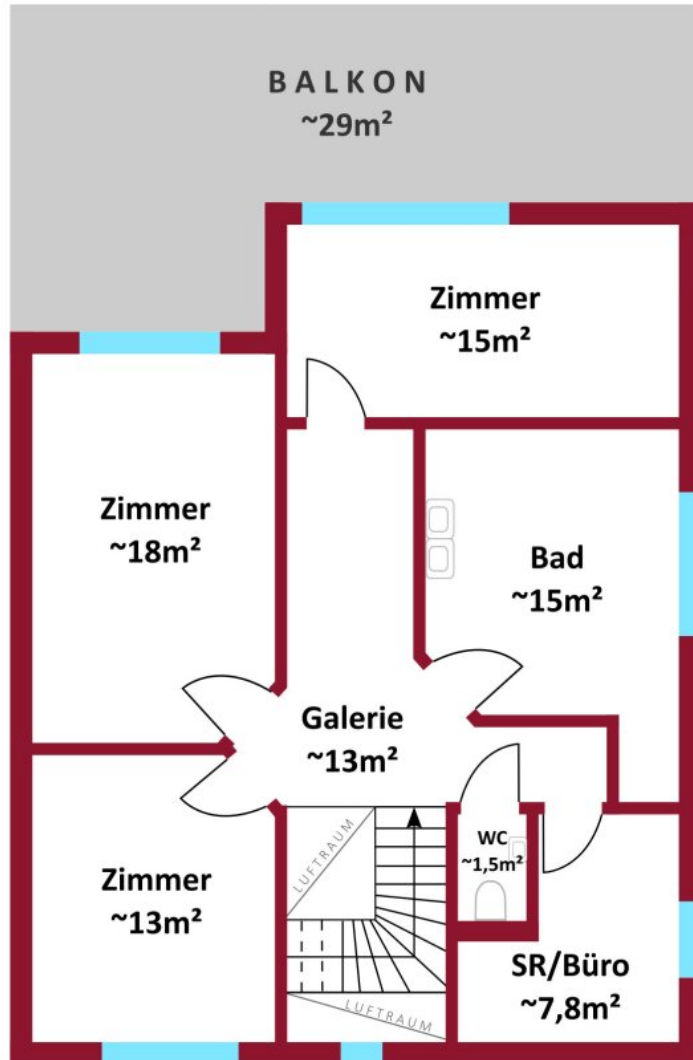 BALKON
~29m²
Zimmer
~15m²
Zimmer
~18m²
Bad
~15m²
Galerie
~13m²
Zimmer
~13m²
LUFTRAUM
WC
~1,5m²
SR/Büro
~7,8m²
LUFTRAUM